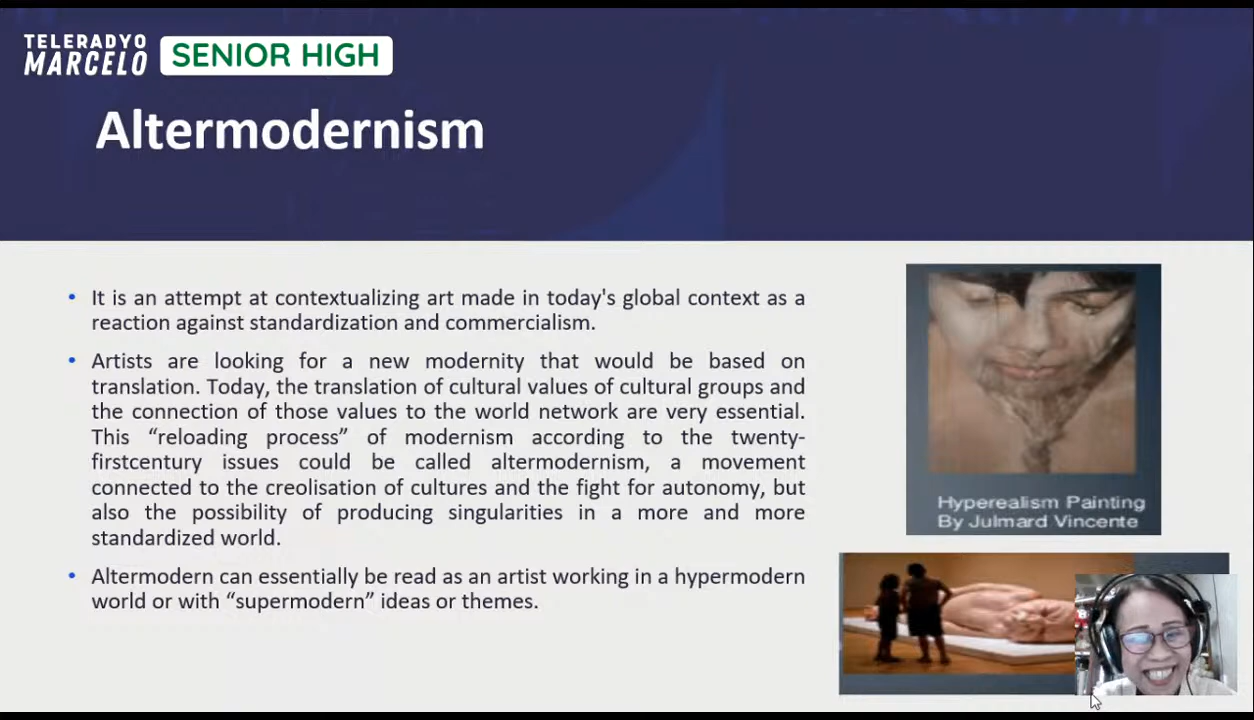 TELERADYO
MARCELO
SENIOR HIGH
Altermodernism
• It is an attempt at contextualizing art made in today's global context as a
reaction against standardization and commercialism.
• Artists are looking for a new modernity that would be based on
translation. Today, the translation of cultural values of cultural groups and
the connection of those values to the world network are very essential.
This “reloading process” of modernism according to the twenty-
firstcentury issues could be called altermodernism, a movement
connected to the creolisation of cultures and the fight for autonomy, but
also the possibility of producing singularities in a more and more
standardized world.
• Altermodern can essentially be read as an artist working in a hypermodern
world or with “supermodern” ideas or themes.
Hyperealism Painting
By Julmard Vincente